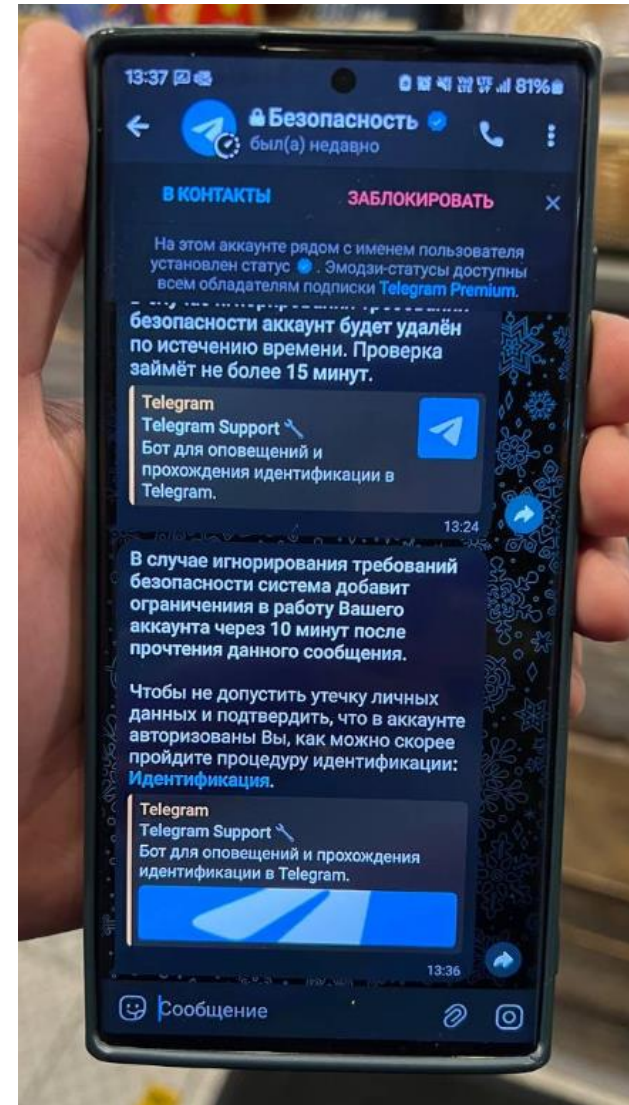 13:37
81%
Безопасность
был(а) недавно
В КОНТАКТЫ
ЗАБЛОКИРОВАТЬ
На этом аккаунте рядом с именем пользователя
установлен статус . Эмодзи-статусы доступны
всем обладателям подписки Telegram Premium.
безопасности аккаунт будет удалён
по истечению времени. Проверка
займёт не более 15 минут.
Telegram
Telegram Support
Бот для оповещений и
прохождения идентификации в
Telegram.
13:24
В случае игнорирования требований
безопасности система добавит
ограничениия в работу Вашего
аккаунта через 10 минут после
прочтения данного сообщения.
Чтобы не допустить утечку личных
данных и подтвердить, что в аккаунте
авторизованы Вы, как можно скорее
пройдите процедуру идентификации:
Идентификация.
Telegram
Telegram Support
Бот для оповещений и прохождения
идентификации в Telegram.
13:36
Сообщение